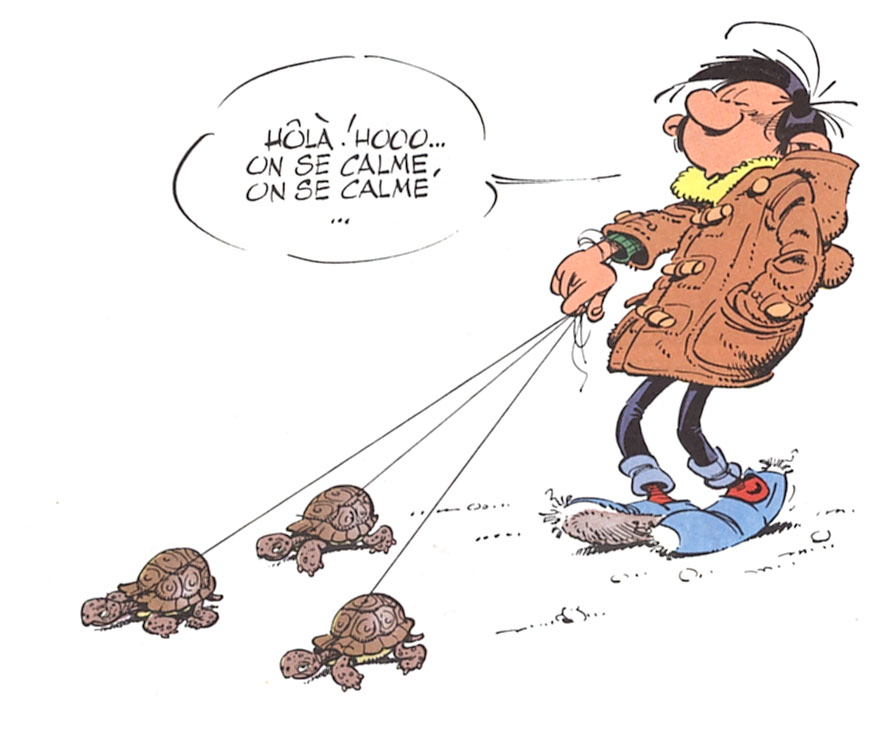 HÔLÀ! HOOO...
ON SE CALME,
ON SE CALME
...